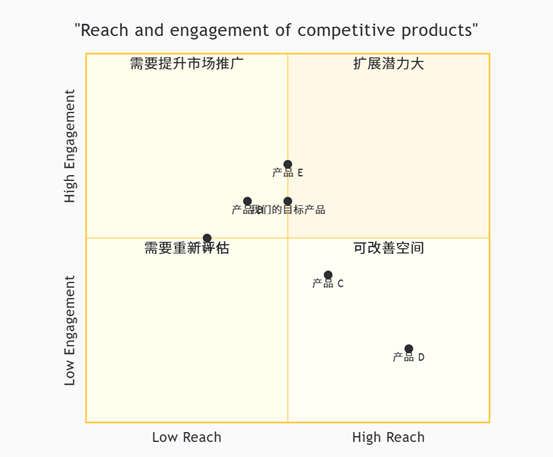 "Reach and engagement of competitive products"
需要提升市场推广
扩展潜力大
High Engagement
产品 E
我们的目标产品
需要重新评估
可改善空间
产品 C
Low Engagement
产品 D
Low Reach
High Reach